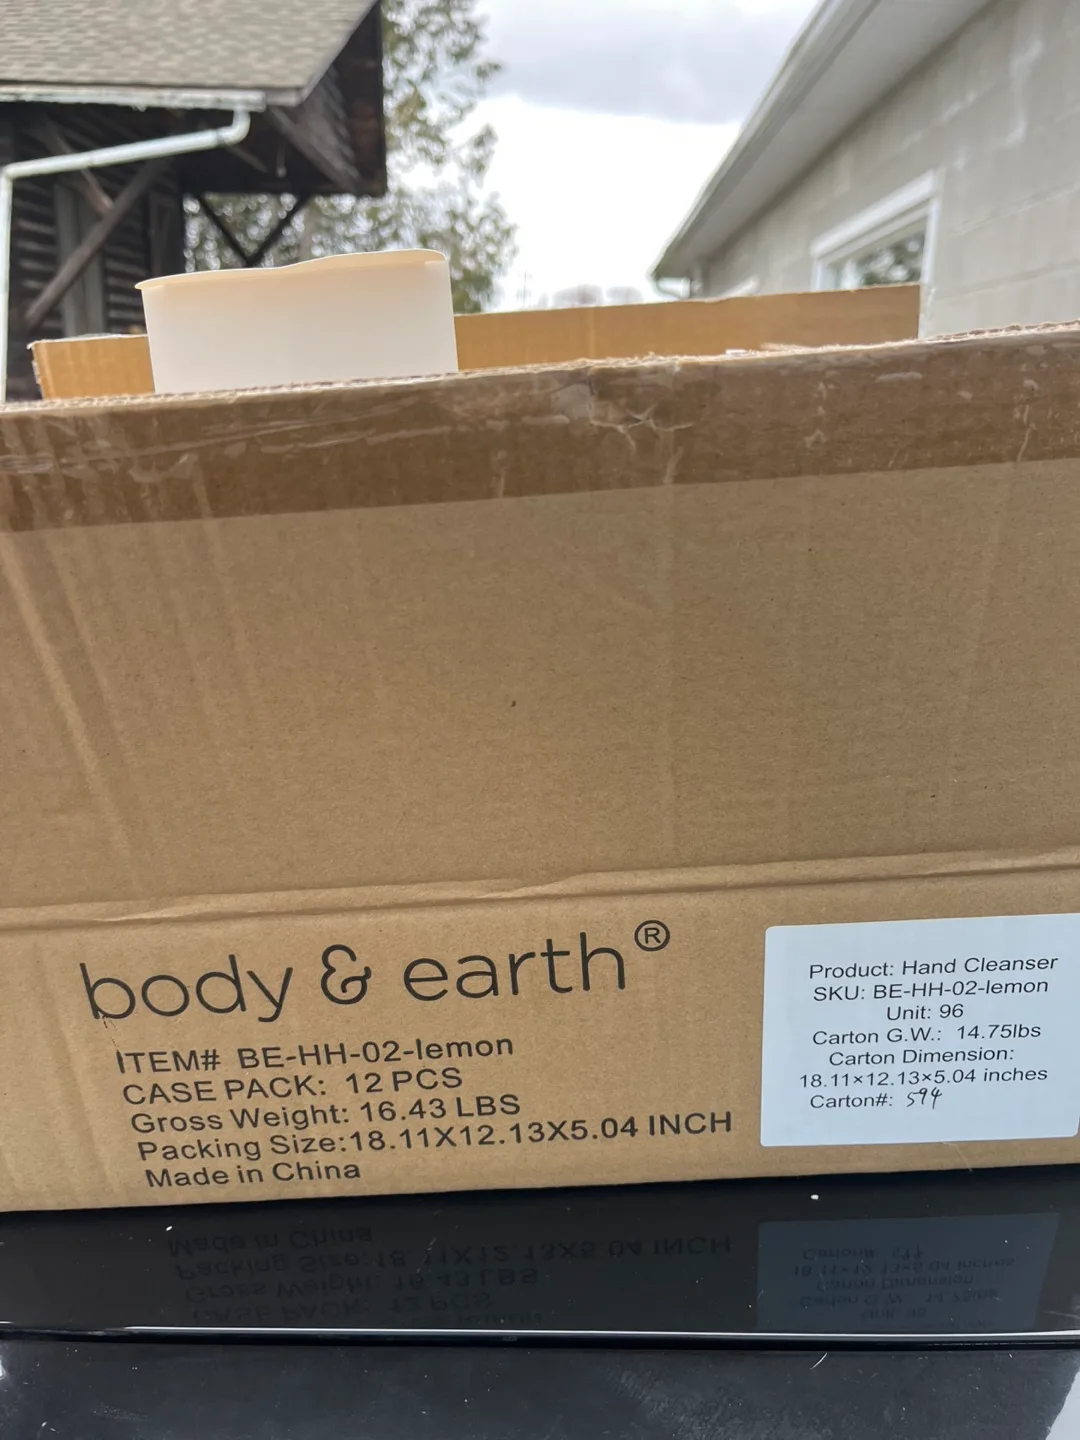 body & earth®
ITEM# BE-HH-02-lemon
CASE PACK: 12 PCS
Gross Weight: 16.43 LBS
Packing Size:18.11X12.13X5.04 INCH
Made in China
Product: Hand Cleanser
SKU: BE-HH-02-lemon
Unit: 96
Carton G.W.: 14.75lbs
Carton Dimension:
18.11×12.13×5.04 inches
Carton#: 594